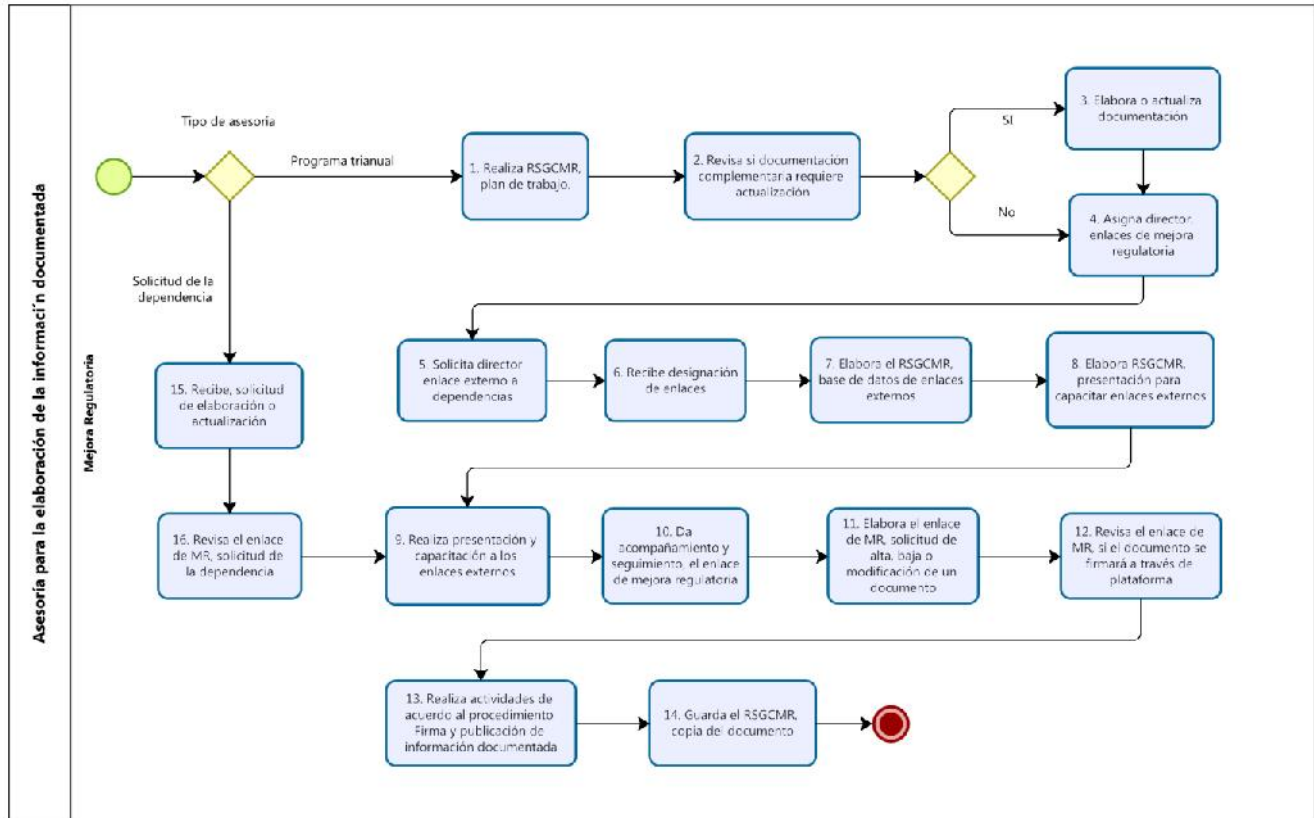 Asesoría para la elaboración de la informaci´n documentada
Mejora Regulatoria
Tipo de asesoría
Programa trianual
1. Realiza RSGCMR,
plan de trabajo.
2. Revisa si documentación
complementaria requiere
actualización
SI
No
3. Elabora o actualiza
documentación
4. Asigna director,
enlaces de mejora
regulatoria
Solicitud de la
dependencia
5. Solicita director
enlace externo a
dependencias
6. Recibe designación
de enlaces
7. Elabora el RSGCMR,
base de datos de enlaces
externos
8. Elabora RSGCMR,
presentación para
capacitar enlaces externos
15. Recibe, solicitud
de elaboración o
actualización
16. Revisa el enlace
de MR, solicitud de
la dependencia
9. Realiza presentación y
capacitación a los
enlaces externos
10. Da
acompañamiento y
seguimiento, el enlace
de mejora regulatoria
11. Elabora el enlace
de MR, solicitud de
alta, baja o
modificación de un
documento
12. Revisa el enlace de
MR, si el documento se
firmará a través de
plataforma
13. Realiza actividades de
acuerdo al procedimiento
Firma y publicación de
información documentada
14. Guarda el RSGCMR,
copia del documento